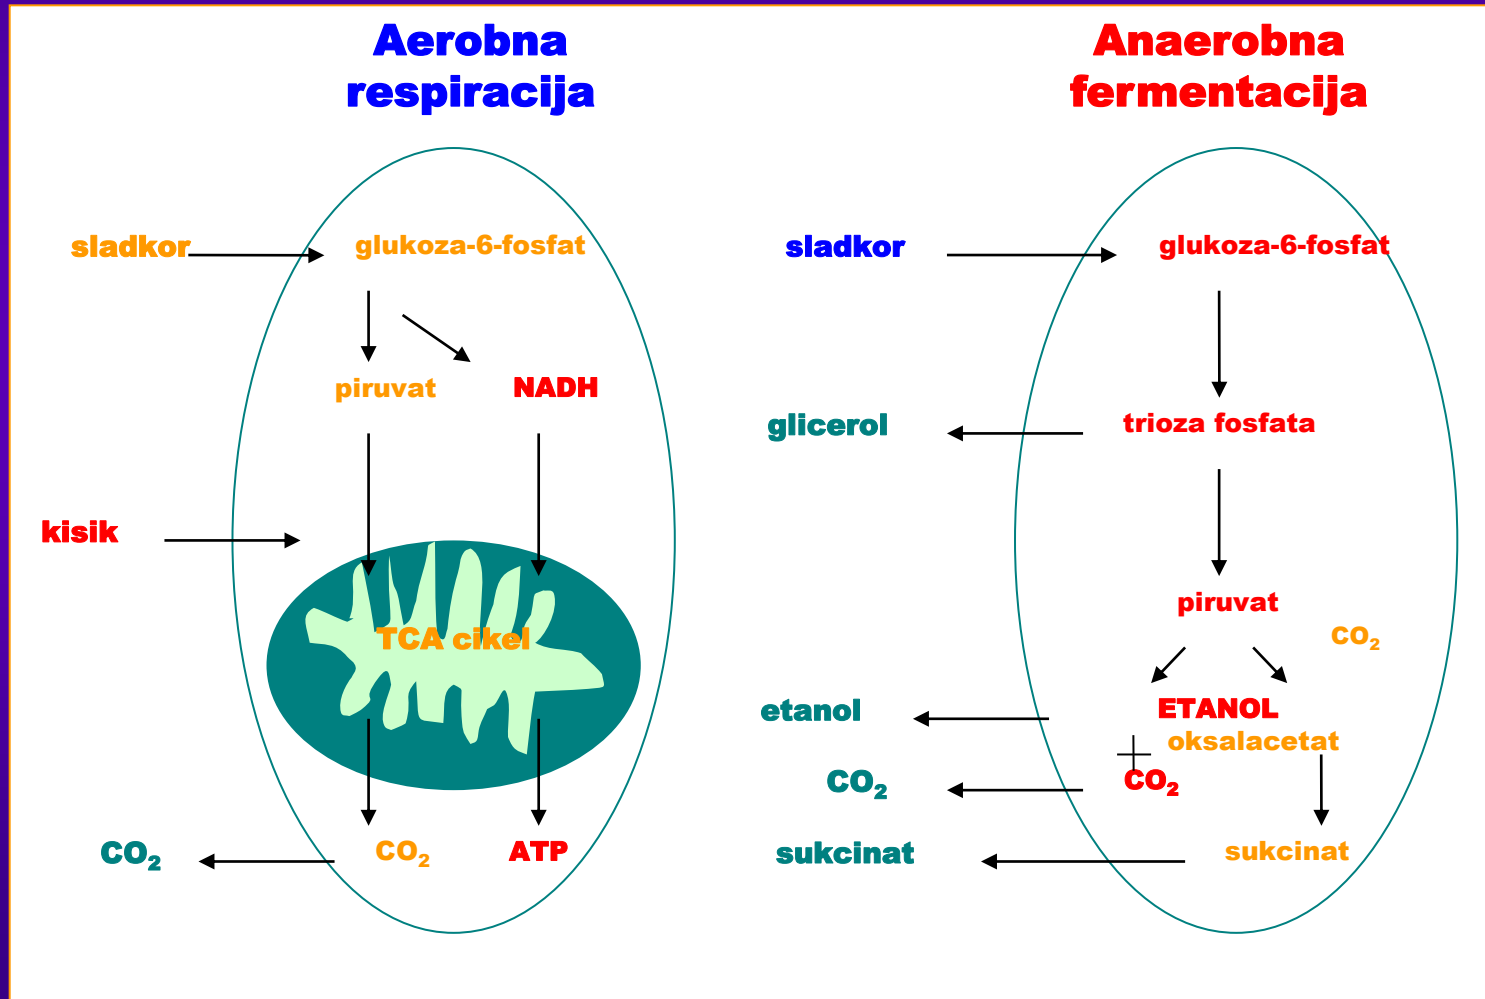 Aerobna
respiracija
sladkor
glukoza-6-fosfat
piruvat
NADH
kisik
TCA cikel
CO₂
CO₂
ATP
Anaerobna
fermentacija
sladkor
glukoza-6-fosfat
glicerol
trioza fosfata
piruvat
CO₂
etanol
ETANOL
oksalacetat
CO₂
CO₂
sukcinat
sukcinat